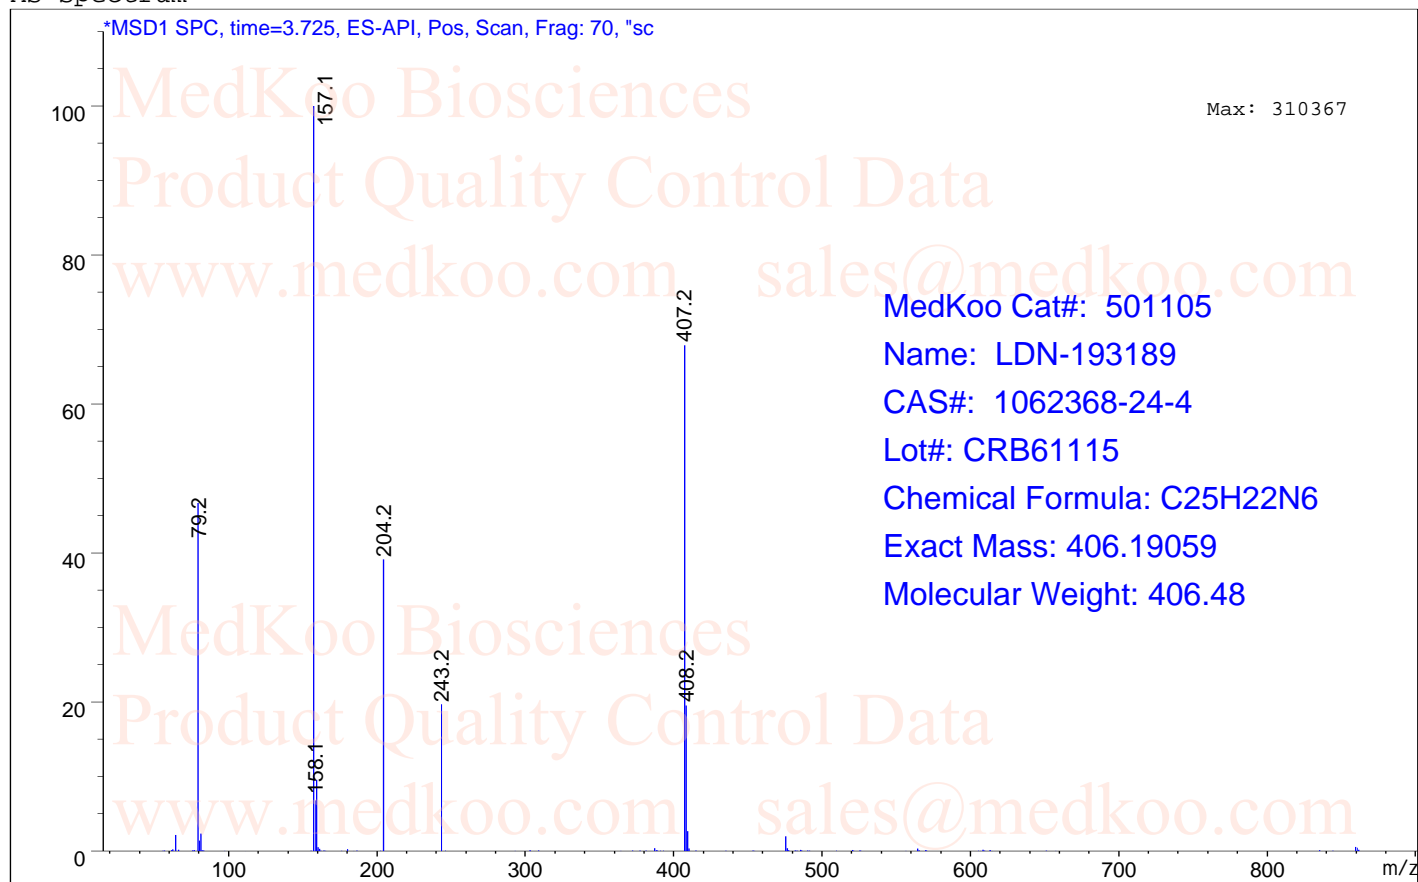 MS Spectrum
*MSD1 SPC, time=3.725, ES-API, Pos, Scan, Frag: 70, "sc
MedKoo Biosciences
Product Quality Control Data
www.medkoo.com sales@medkoo.com
Max: 310367
157.1
407.2
79.2
204.2
243.2
408.2
158.1
MedKoo Cat#: 501105
Name: LDN-193189
CAS#: 1062368-24-4
Lot#: CRB61115
Chemical Formula: C25H22N6
Exact Mass: 406.19059
Molecular Weight: 406.48
MedKoo Biosciences
Product Quality Control Data
www.medkoo.com sales@medkoo.com
100
80
60
40
20
0
100 200 300 400 500 600 700 800 m/z